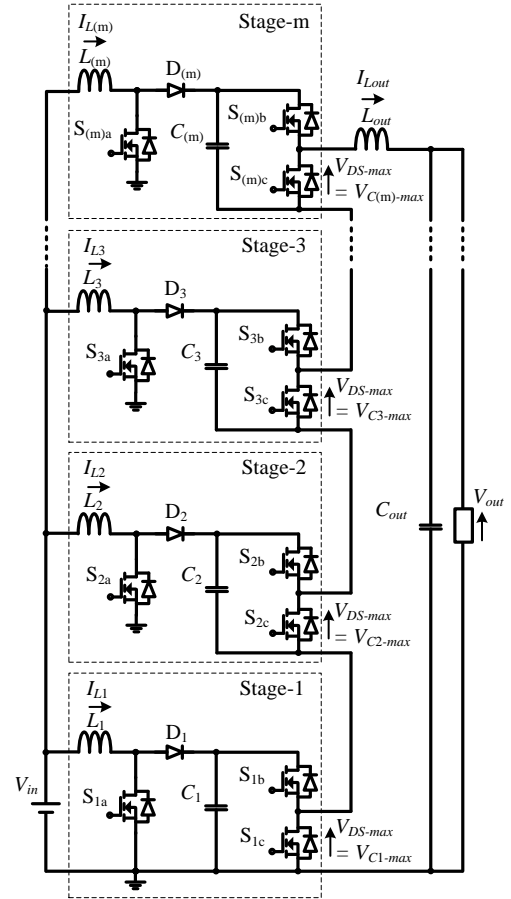 I_L(m)
L_(m)
D_(m)
Stage-m
S_(m)a
C_(m)
S_(m)b
S_(m)c
I_Lout
L_out
V_DS-max
= V_C(m)-max
Stage-3
I_L3
L_3
D_3
S_3a
C_3
S_3b
S_3c
V_DS-max
= V_C3-max
Stage-2
I_L2
L_2
D_2
S_2a
C_2
S_2b
S_2c
V_DS-max
= V_C2-max
C_out
V_out
Stage-1
I_L1
L_1
D_1
V_in
S_1a
C_1
S_1b
S_1c
V_DS-max
= V_C1-max